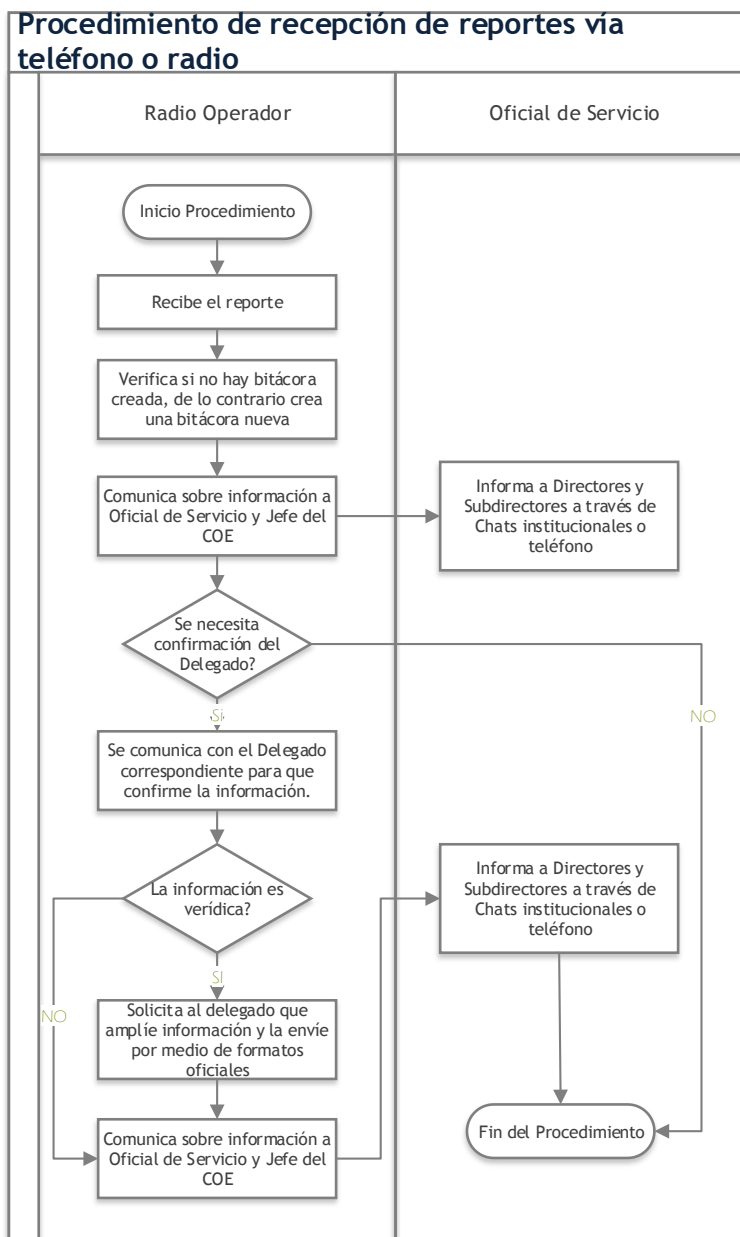 Procedimiento de recepción de reportes vía
teléfono o radio
Radio Operador
Oficial de Servicio
Inicio Procedimiento
Recibe el reporte
Verifica si no hay bitácora
creada, de lo contrario crea
una bitácora nueva
Comunica sobre información a
Oficial de Servicio y Jefe del
COE
Informa a Directores y
Subdirectores a través de
Chats institucionales o
teléfono
Se necesita
confirmación del
Delegado?
Si
NO
Se comunica con el Delegado
correspondiente para que
confirme la información.
La información es
verídica?
Informa a Directores y
Subdirectores a través de
Chats institucionales o
teléfono
SI
NO
Solicita al delegado que
amplíe información y la envíe
por medio de formatos
oficiales
Comunica sobre información a
Oficial de Servicio y Jefe del
COE
Fin del Procedimiento